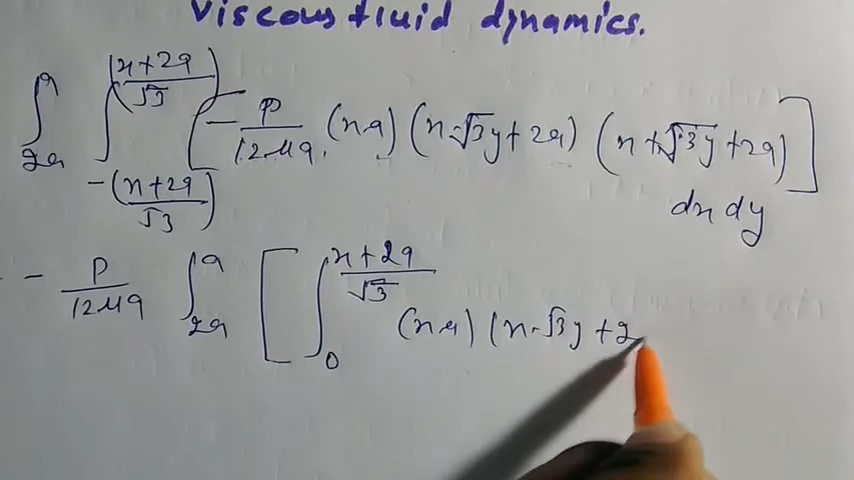 Viscous fluid dynamics.
∫_{2a}^{a} ∫_{-(x+2a)/√3}^{(x+2a)/√3} [ - P/12μa (x-a) (x-√3y+2a) (x+√3y+2a) ]
dx dy
- P/12μa ∫_{2a}^{a} [ ∫_{0}^{x+2a/√3} (x-a) (x-√3y+2